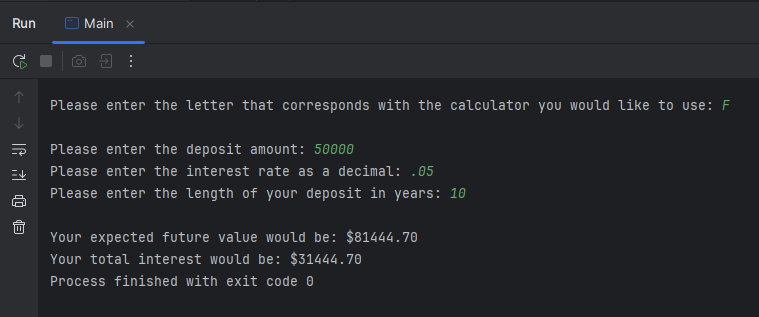 Run Main
Please enter the letter that corresponds with the calculator you would like to use: F
Please enter the deposit amount: 50000
Please enter the interest rate as a decimal: .05
Please enter the length of your deposit in years: 10
Your expected future value would be: $81444.70
Your total interest would be: $31444.70
Process finished with exit code 0